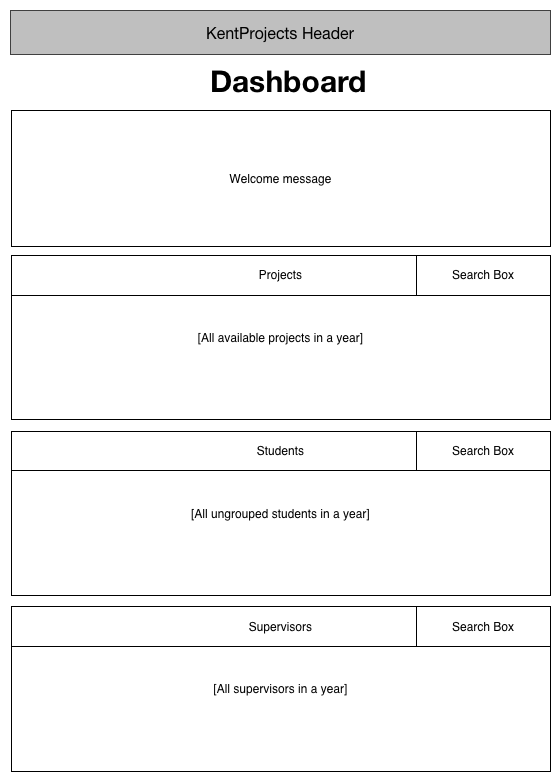 KentProjects Header
Dashboard
Welcome message
Projects
Search Box
[All available projects in a year]
Students
Search Box
[All ungrouped students in a year]
Supervisors
Search Box
[All supervisors in a year]